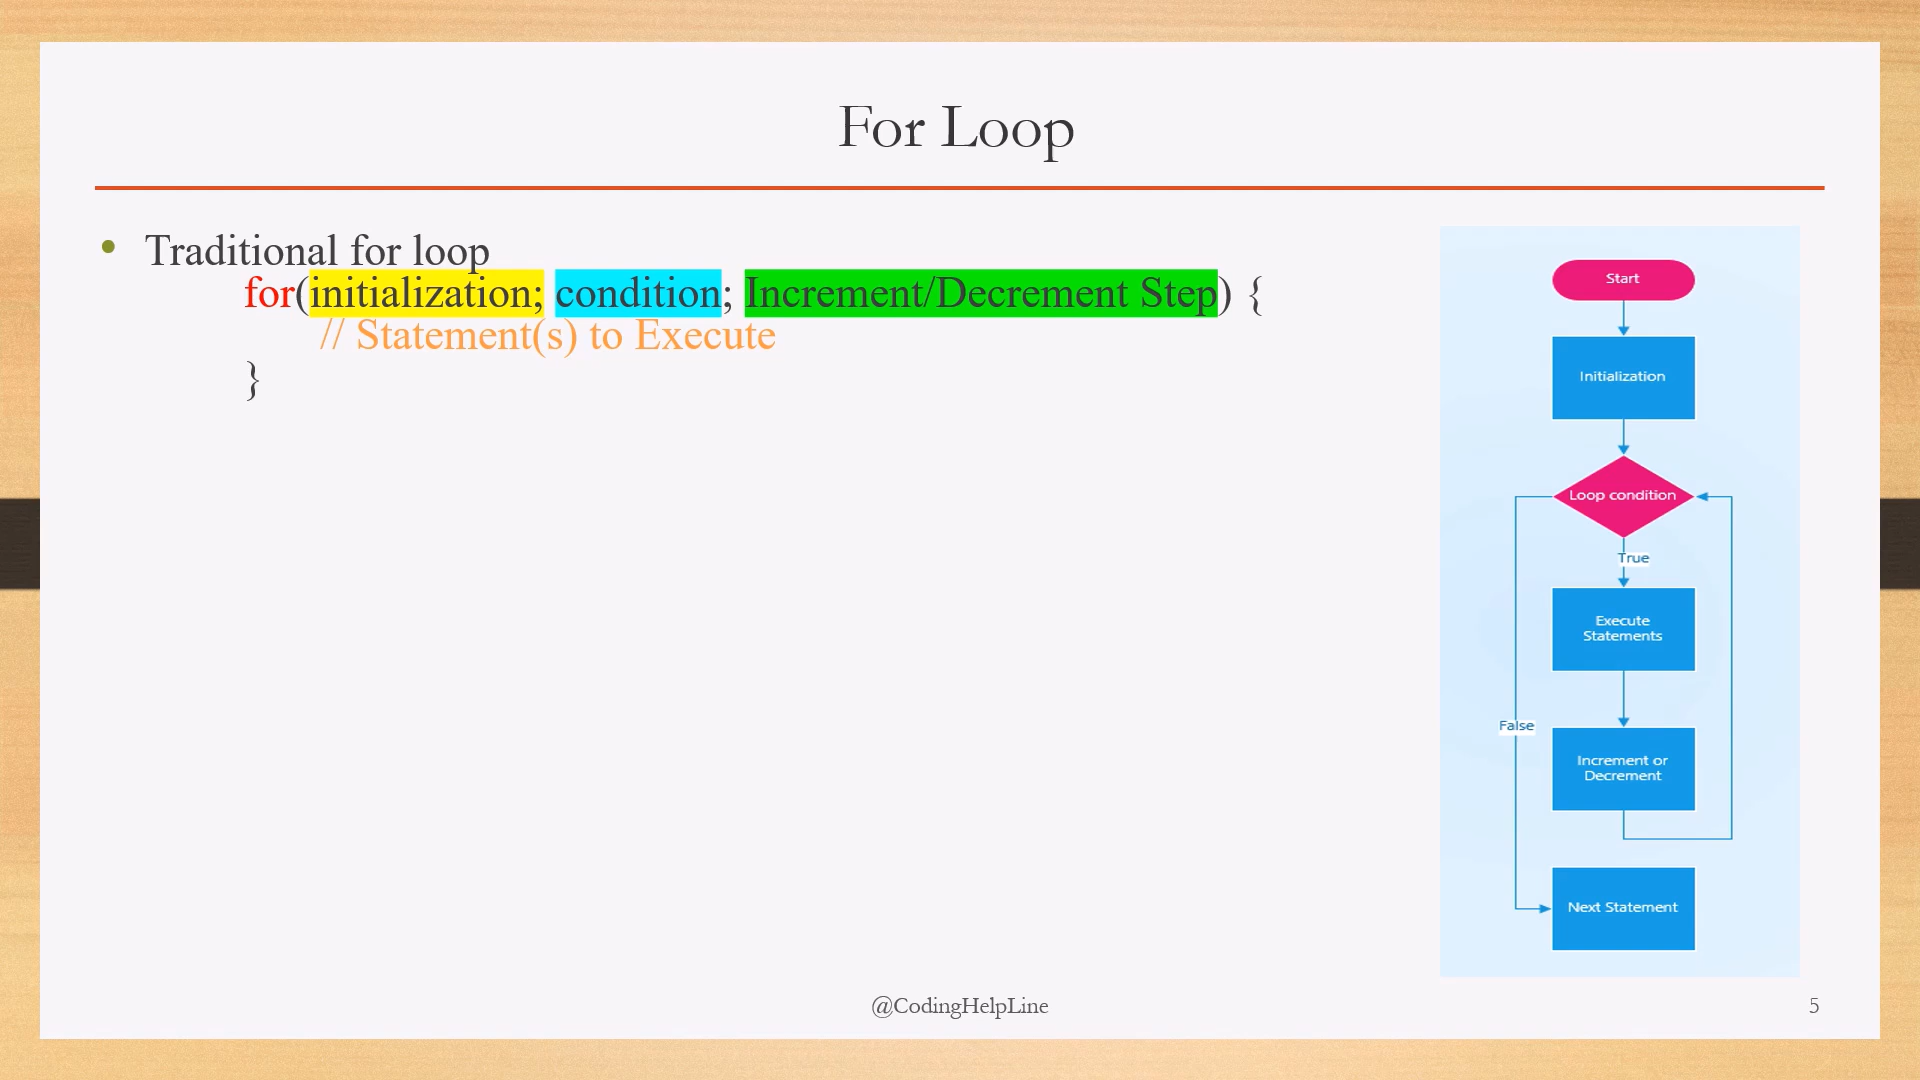 For Loop
• Traditional for loop
for(initialization; condition; Increment/Decrement Step) {
// Statement(s) to Execute
}
Start
Initialization
Loop condition
True
Execute
Statements
False
Increment or
Decrement
Next Statement
@CodingHelpLine
5